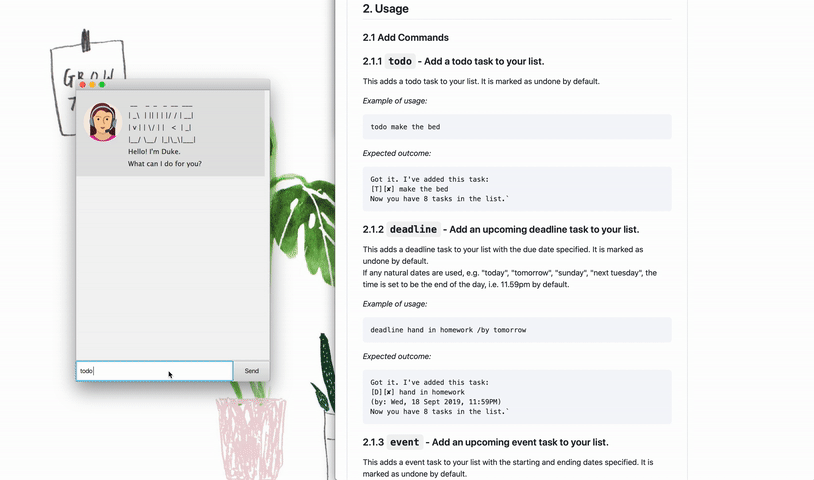 GROW
__ _ _ _ __ ___
| _\ | || | | |/ / | __|
| v | | \/ | | < | _|
|__/ \__/ |_|\_\|___|
Hello! I'm Duke.
What can I do for you?
todo
Send
2. Usage
2.1 Add Commands
2.1.1 todo - Add a todo task to your list.
This adds a todo task to your list. It is marked as undone by default.
Example of usage:
todo make the bed
Expected outcome:
Got it. I've added this task:
[T][✘] make the bed
Now you have 8 tasks in the list.`
2.1.2 deadline - Add an upcoming deadline task to your list.
This adds a deadline task to your list with the due date specified. It is marked as
undone by default.
If any natural dates are used, e.g. "today", "tomorrow", "sunday", "next tuesday", the
time is set to be the end of the day, i.e. 11.59pm by default.
Example of usage:
deadline hand in homework /by tomorrow
Expected outcome:
Got it. I've added this task:
[D][✘] hand in homework
(by: Wed, 18 Sept 2019, 11:59PM)
Now you have 8 tasks in the list.`
2.1.3 event - Add an upcoming event task to your list.
This adds a event task to your list with the starting and ending dates specified. It is
marked as undone by default.